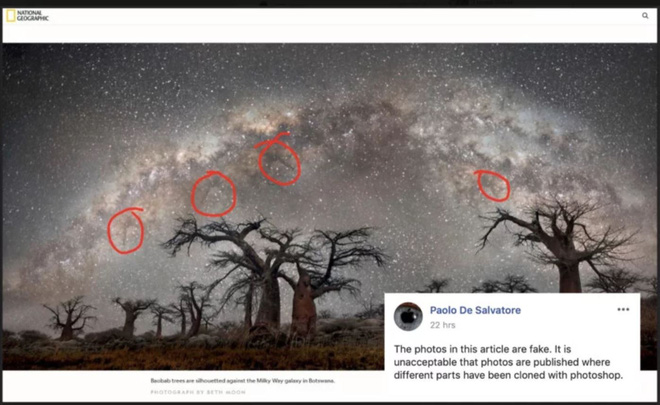 NATIONAL
GEOGRAPHIC
Baobab trees are silhouetted against the Milky Way galaxy in Botswana.
PHOTOGRAPH BY BETH MOON
Paolo De Salvatore
22 hrs
The photos in this article are fake. It is
unacceptable that photos are published where
different parts have been cloned with photoshop.